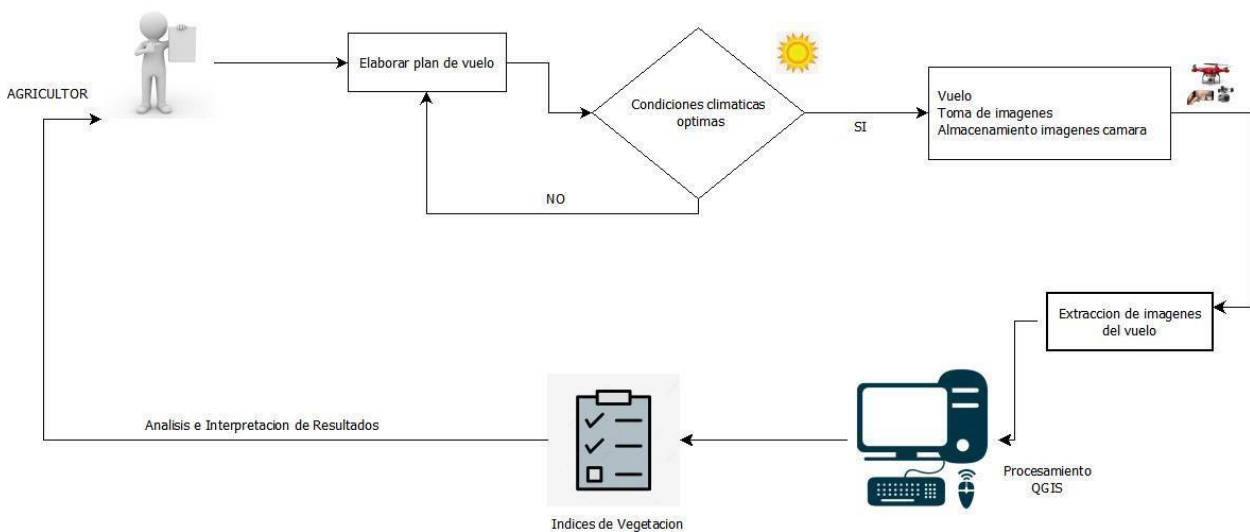 AGRICULTOR
Elaborar plan de vuelo
Condiciones climaticas
optimas
SI
NO
Vuelo
Toma de imagenes
Almacenamiento imagenes camara
Extraccion de imagenes
del vuelo
Procesamiento
QGIS
Indices de Vegetacion
Analisis e Interpretacion de Resultados